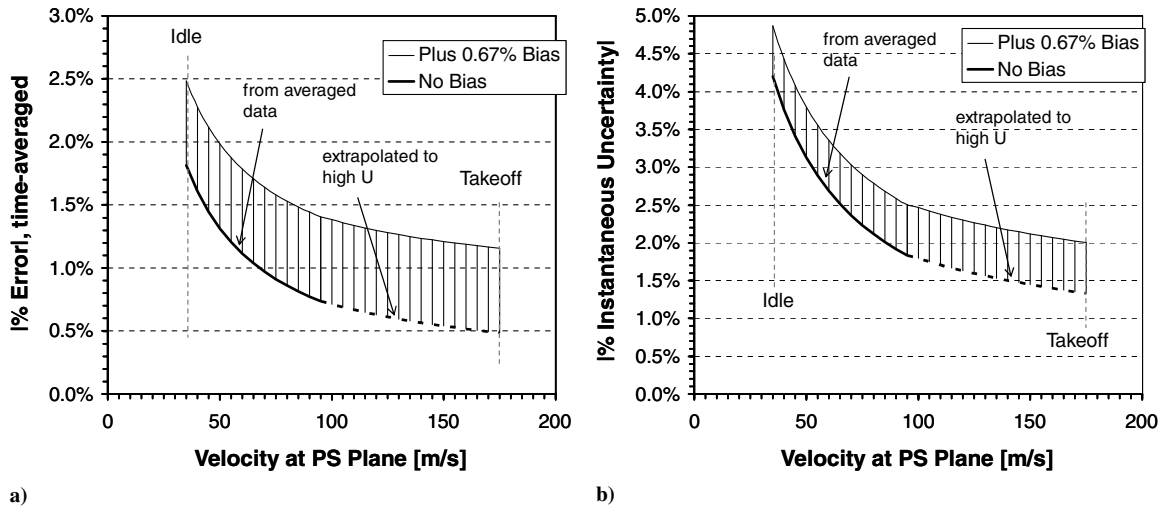 3.0%
2.5%
2.0%
1.5%
1.0%
0.5%
0.0%
|% Error|, time-averaged
Idle
Plus 0.67% Bias
No Bias
from averaged
data
extrapolated to
high U
Takeoff
0
50
100
150
200
Velocity at PS Plane [m/s]
a)
5.0%
4.5%
4.0%
3.5%
3.0%
2.5%
2.0%
1.5%
1.0%
0.5%
0.0%
|% Instantaneous Uncertainty|
from averaged
data
Plus 0.67% Bias
No Bias
extrapolated to
high U
Idle
Takeoff
0
50
100
150
200
Velocity at PS Plane [m/s]
b)